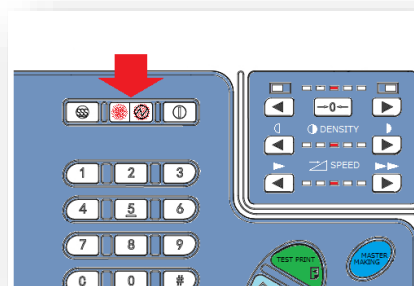 0
DENSITY
SPEED
1 2 3
4 5 6
7 8 9
C 0 #
TEST PRINT
MASTER
MAKING